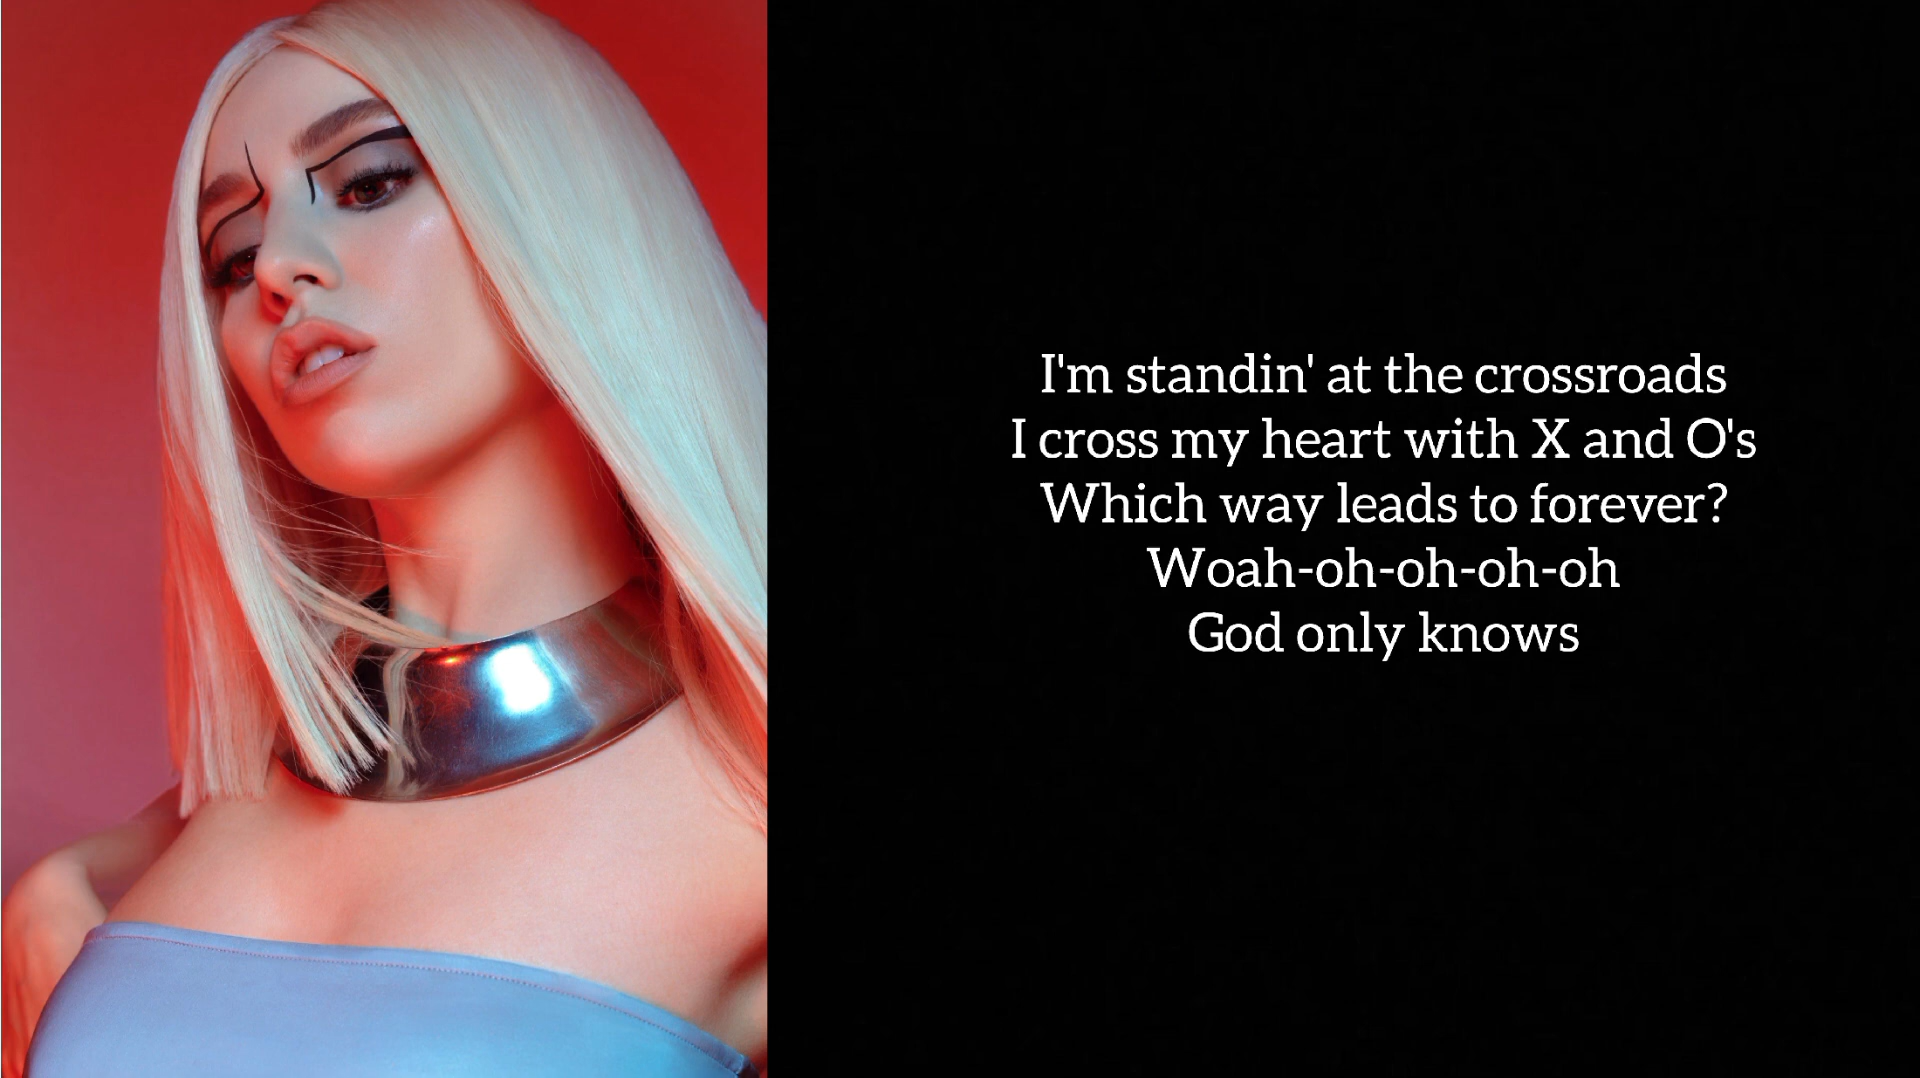 I'm standin' at the crossroads
I cross my heart with X and O's
Which way leads to forever?
Woah-oh-oh-oh-oh
God only knows